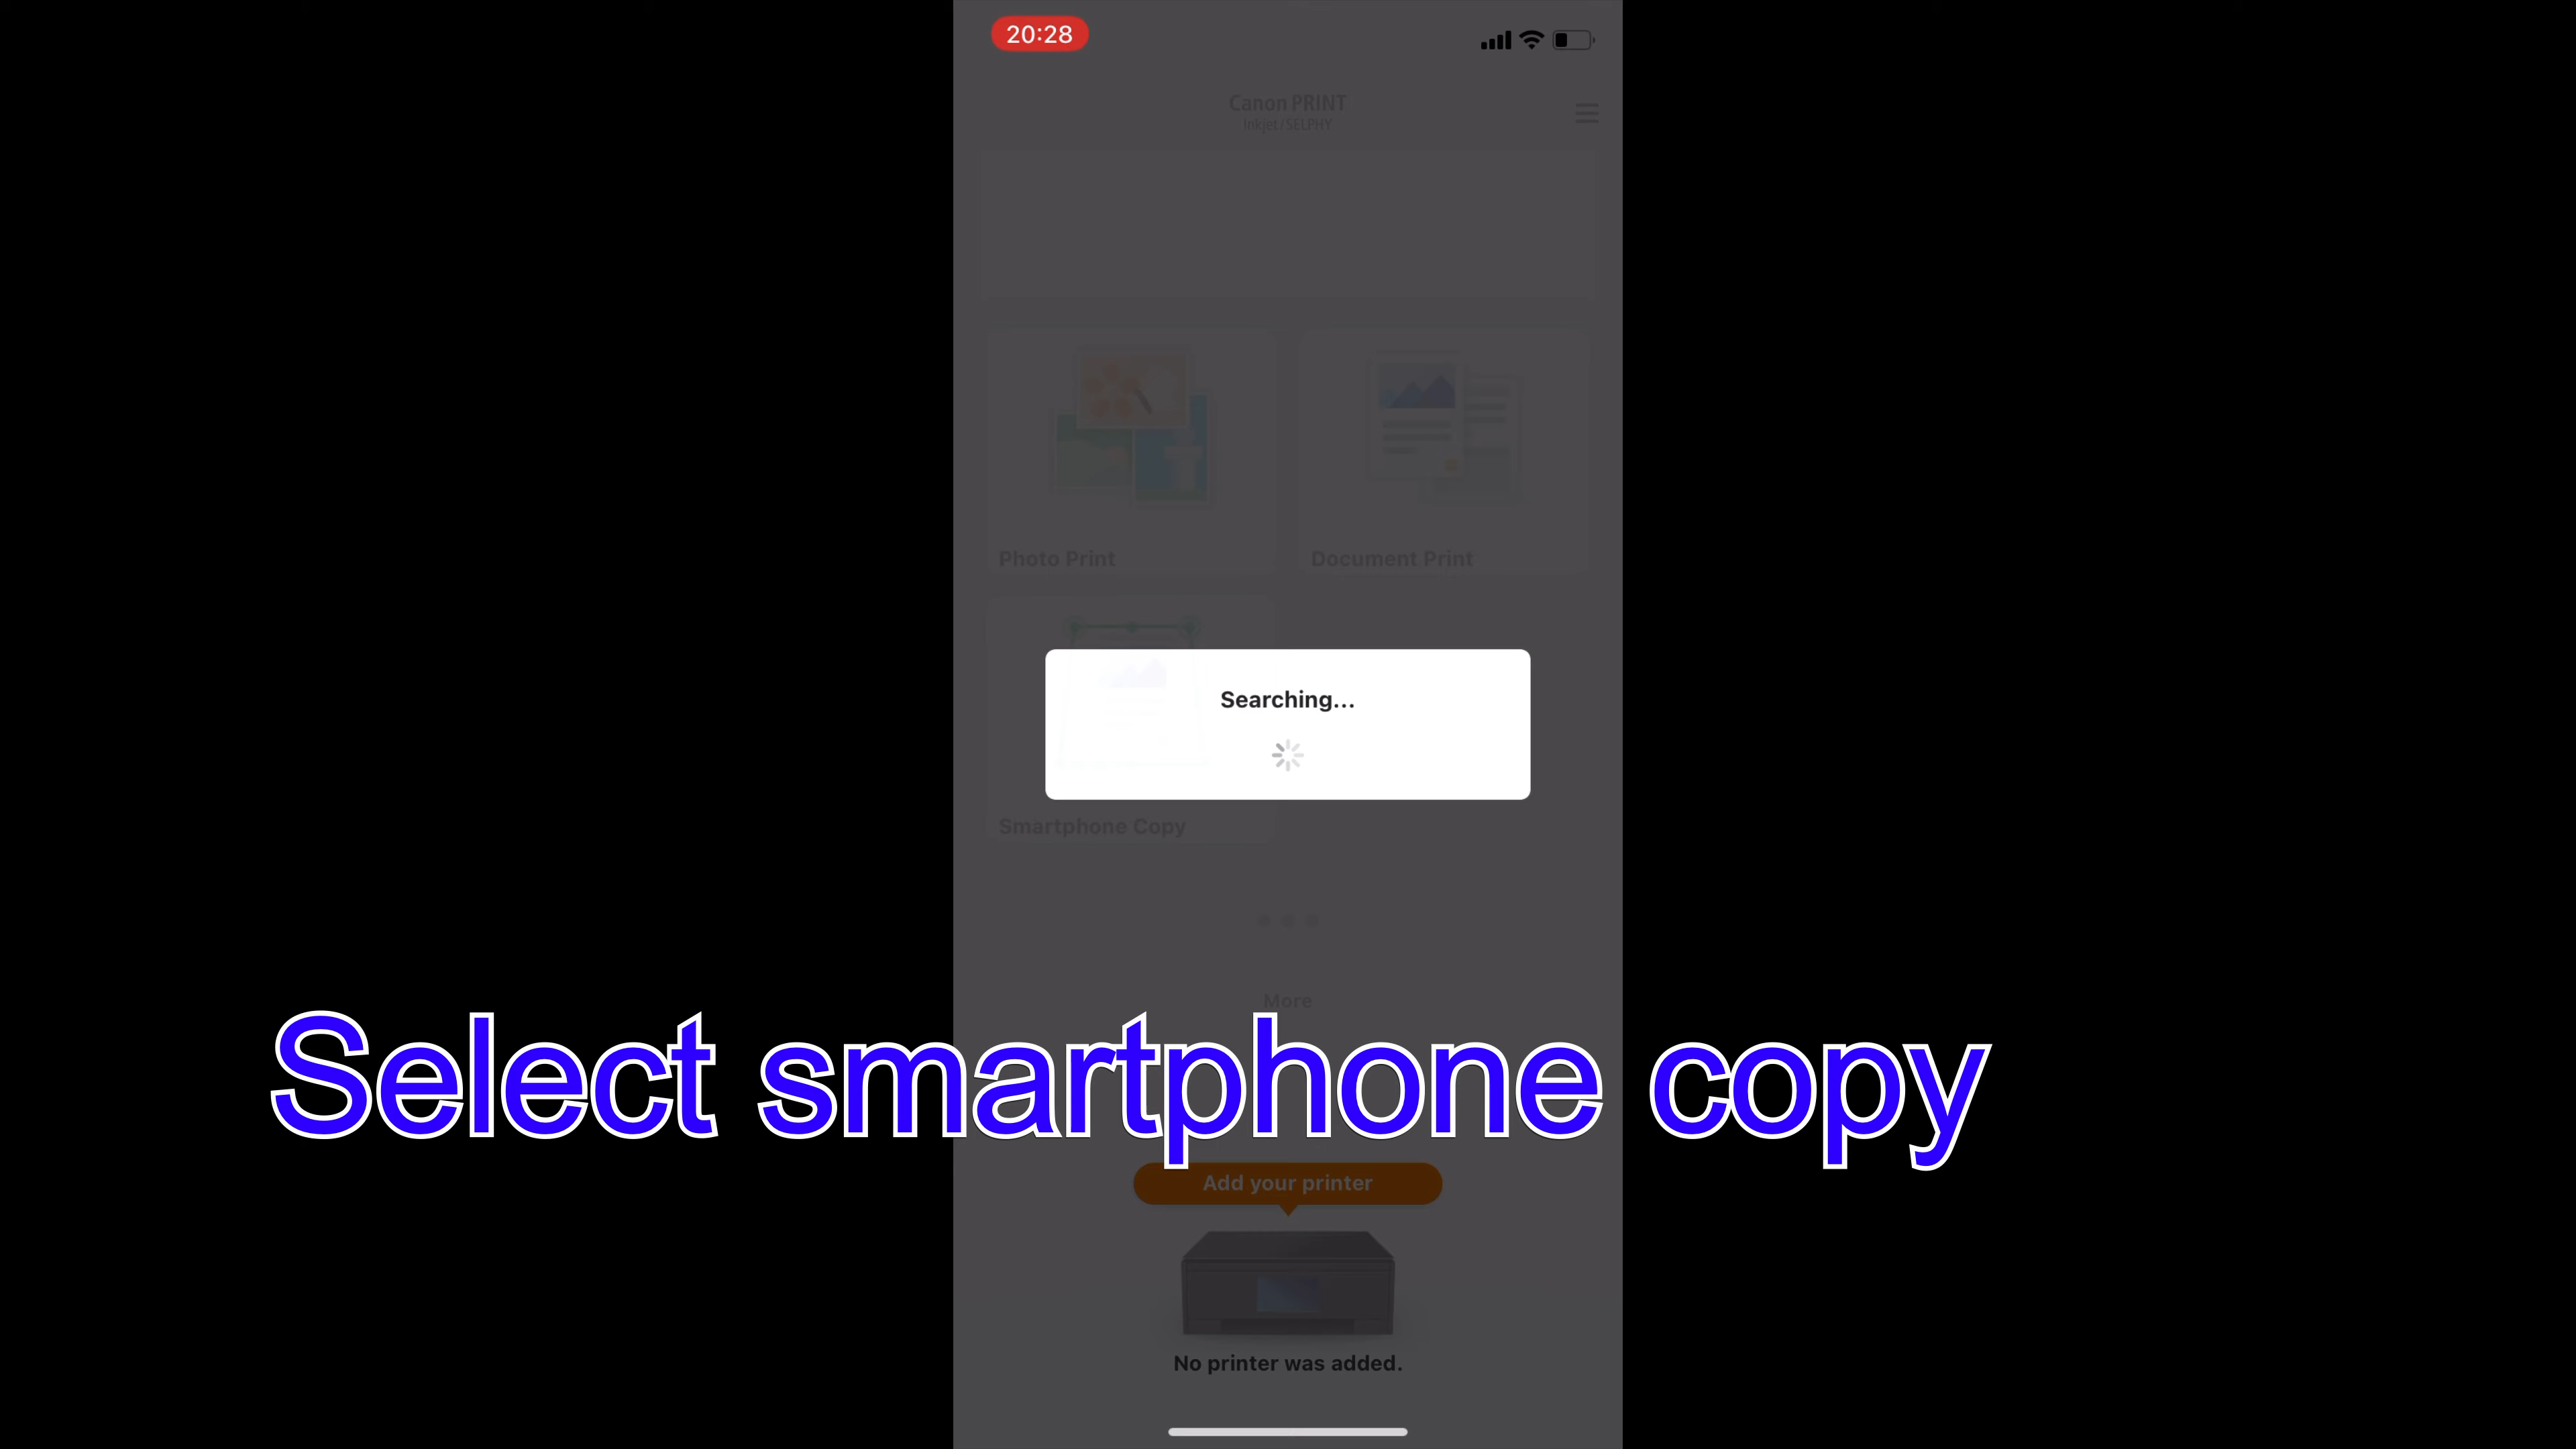 20:28
Canon PRINT
Inkjet/SELPHY
Photo Print
Document Print
Searching...
Smartphone Copy
More
Select smartphone copy
Add your printer
No printer was added.